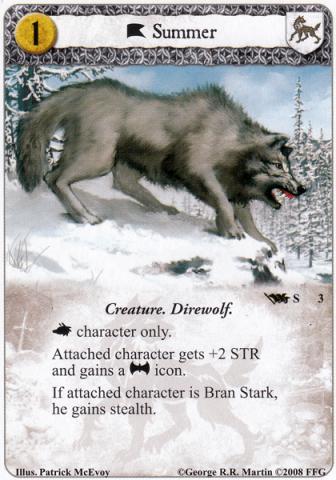 1
Summer
S 3
Creature. Direwolf.
character only.
Attached character gets +2 STR
and gains a icon.
If attached character is Bran Stark,
he gains stealth.
Illus. Patrick McEvoy ©George R.R. Martin ©2008 FFG